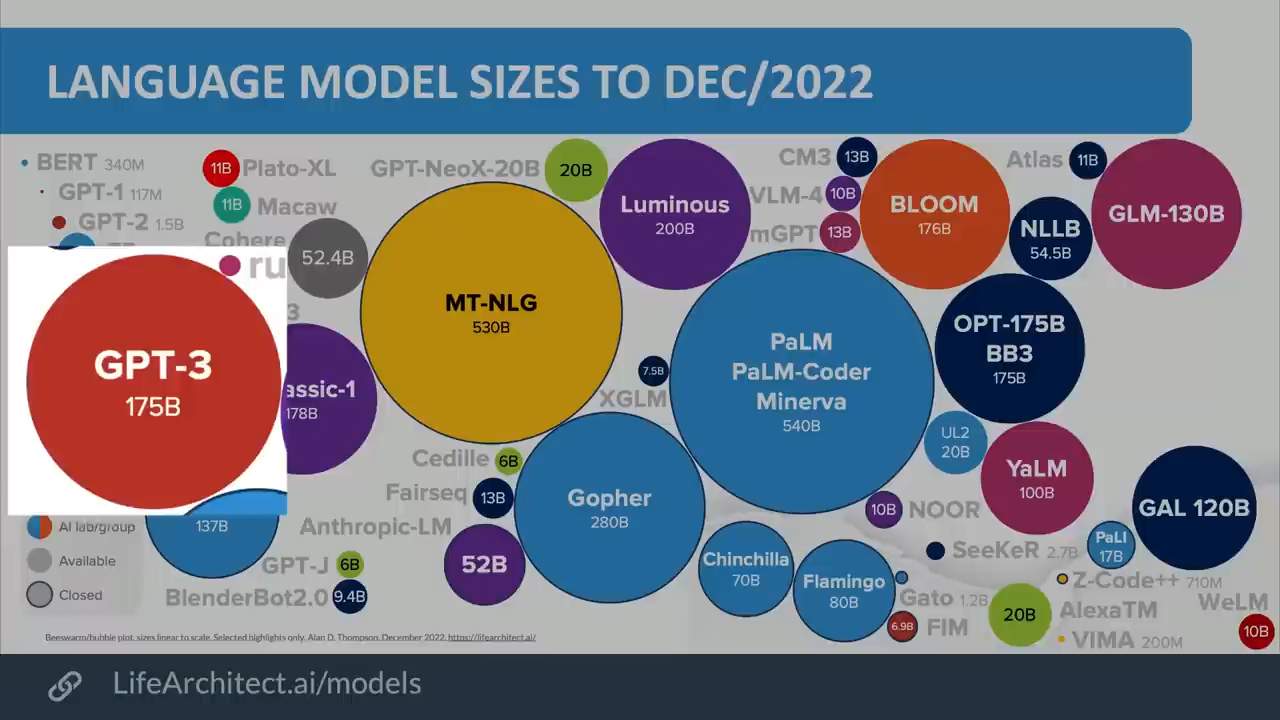 LANGUAGE MODEL SIZES TO DEC/2022
BERT 340M
GPT-1 117M
GPT-2 1.5B
11B Plato-XL
11B Macaw
Cohere
52.4B
ru
GPT-3
175B
assic-1
178B
137B
AI lab/group
Available
Closed
GPT-NeoX-20B 20B
MT-NLG
530B
Luminous
200B
CM3 13B
VLM-4 10B
mGPT 13B
BLOOM
176B
Atlas 11B
NLLB
54.5B
GLM-130B
7.5B
XGLM
PaLM
PaLM-Coder
Minerva
540B
OPT-175B
BB3
175B
UL2
20B
YaLM
100B
GAL 120B
Cedille 6B
Fairseq 13B
Anthropic-LM
52B
GPT-J 6B
BlenderBot2.0 9.4B
Gopher
280B
Chinchilla
70B
Flamingo
80B
10B NOOR
SeeKeR 2.7B
PaLI
17B
Gato 1.2B
6.9B FIM
20B
Z-Code++ 710M
AlexaTM
VIMA 200M
WeLM
10B
Beeswarm/bubble plot, sizes linear to scale. Selected highlights only. Alan D. Thompson. December 2022. https://lifearchitect.ai/
LifeArchitect.ai/models